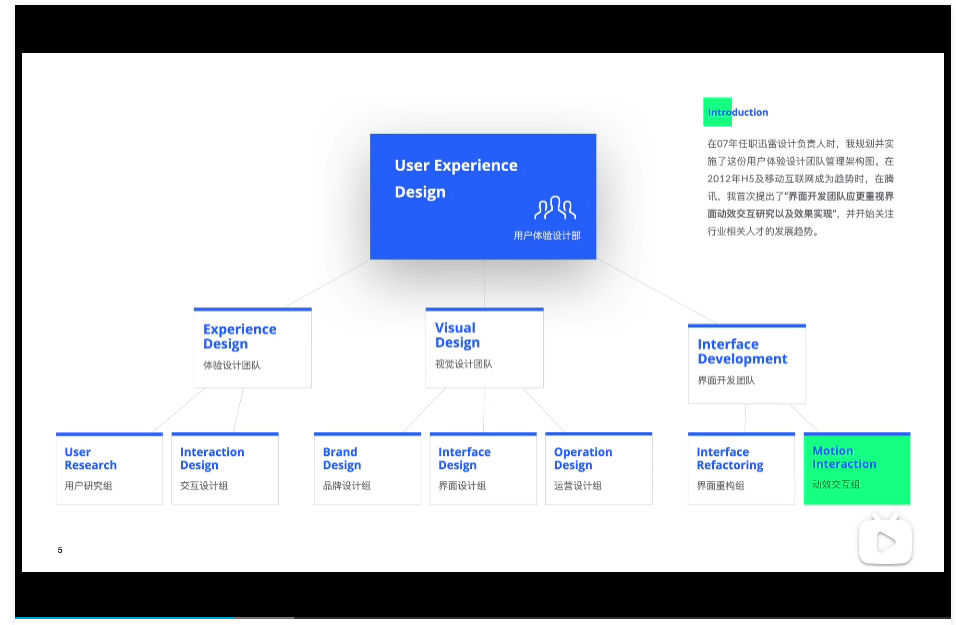 Introduction
在07年任职迅雷设计负责人时，我规划并实
施了这份用户体验设计团队管理架构图。在
2012年H5及移动互联网成为趋势时，在腾
讯，我首次提出了“界面开发团队应更重视界
面动效交互研究以及效果实现”，并开始关注
行业相关人才的发展趋势。
User Experience
Design
用户体验设计部
Experience
Design
体验设计团队
Visual
Design
视觉设计团队
Interface
Development
界面开发团队
User
Research
用户研究组
Interaction
Design
交互设计组
Brand
Design
品牌设计组
Interface
Design
界面设计组
Operation
Design
运营设计组
Interface
Refactoring
界面重构组
Motion
Interaction
动效交互组
5